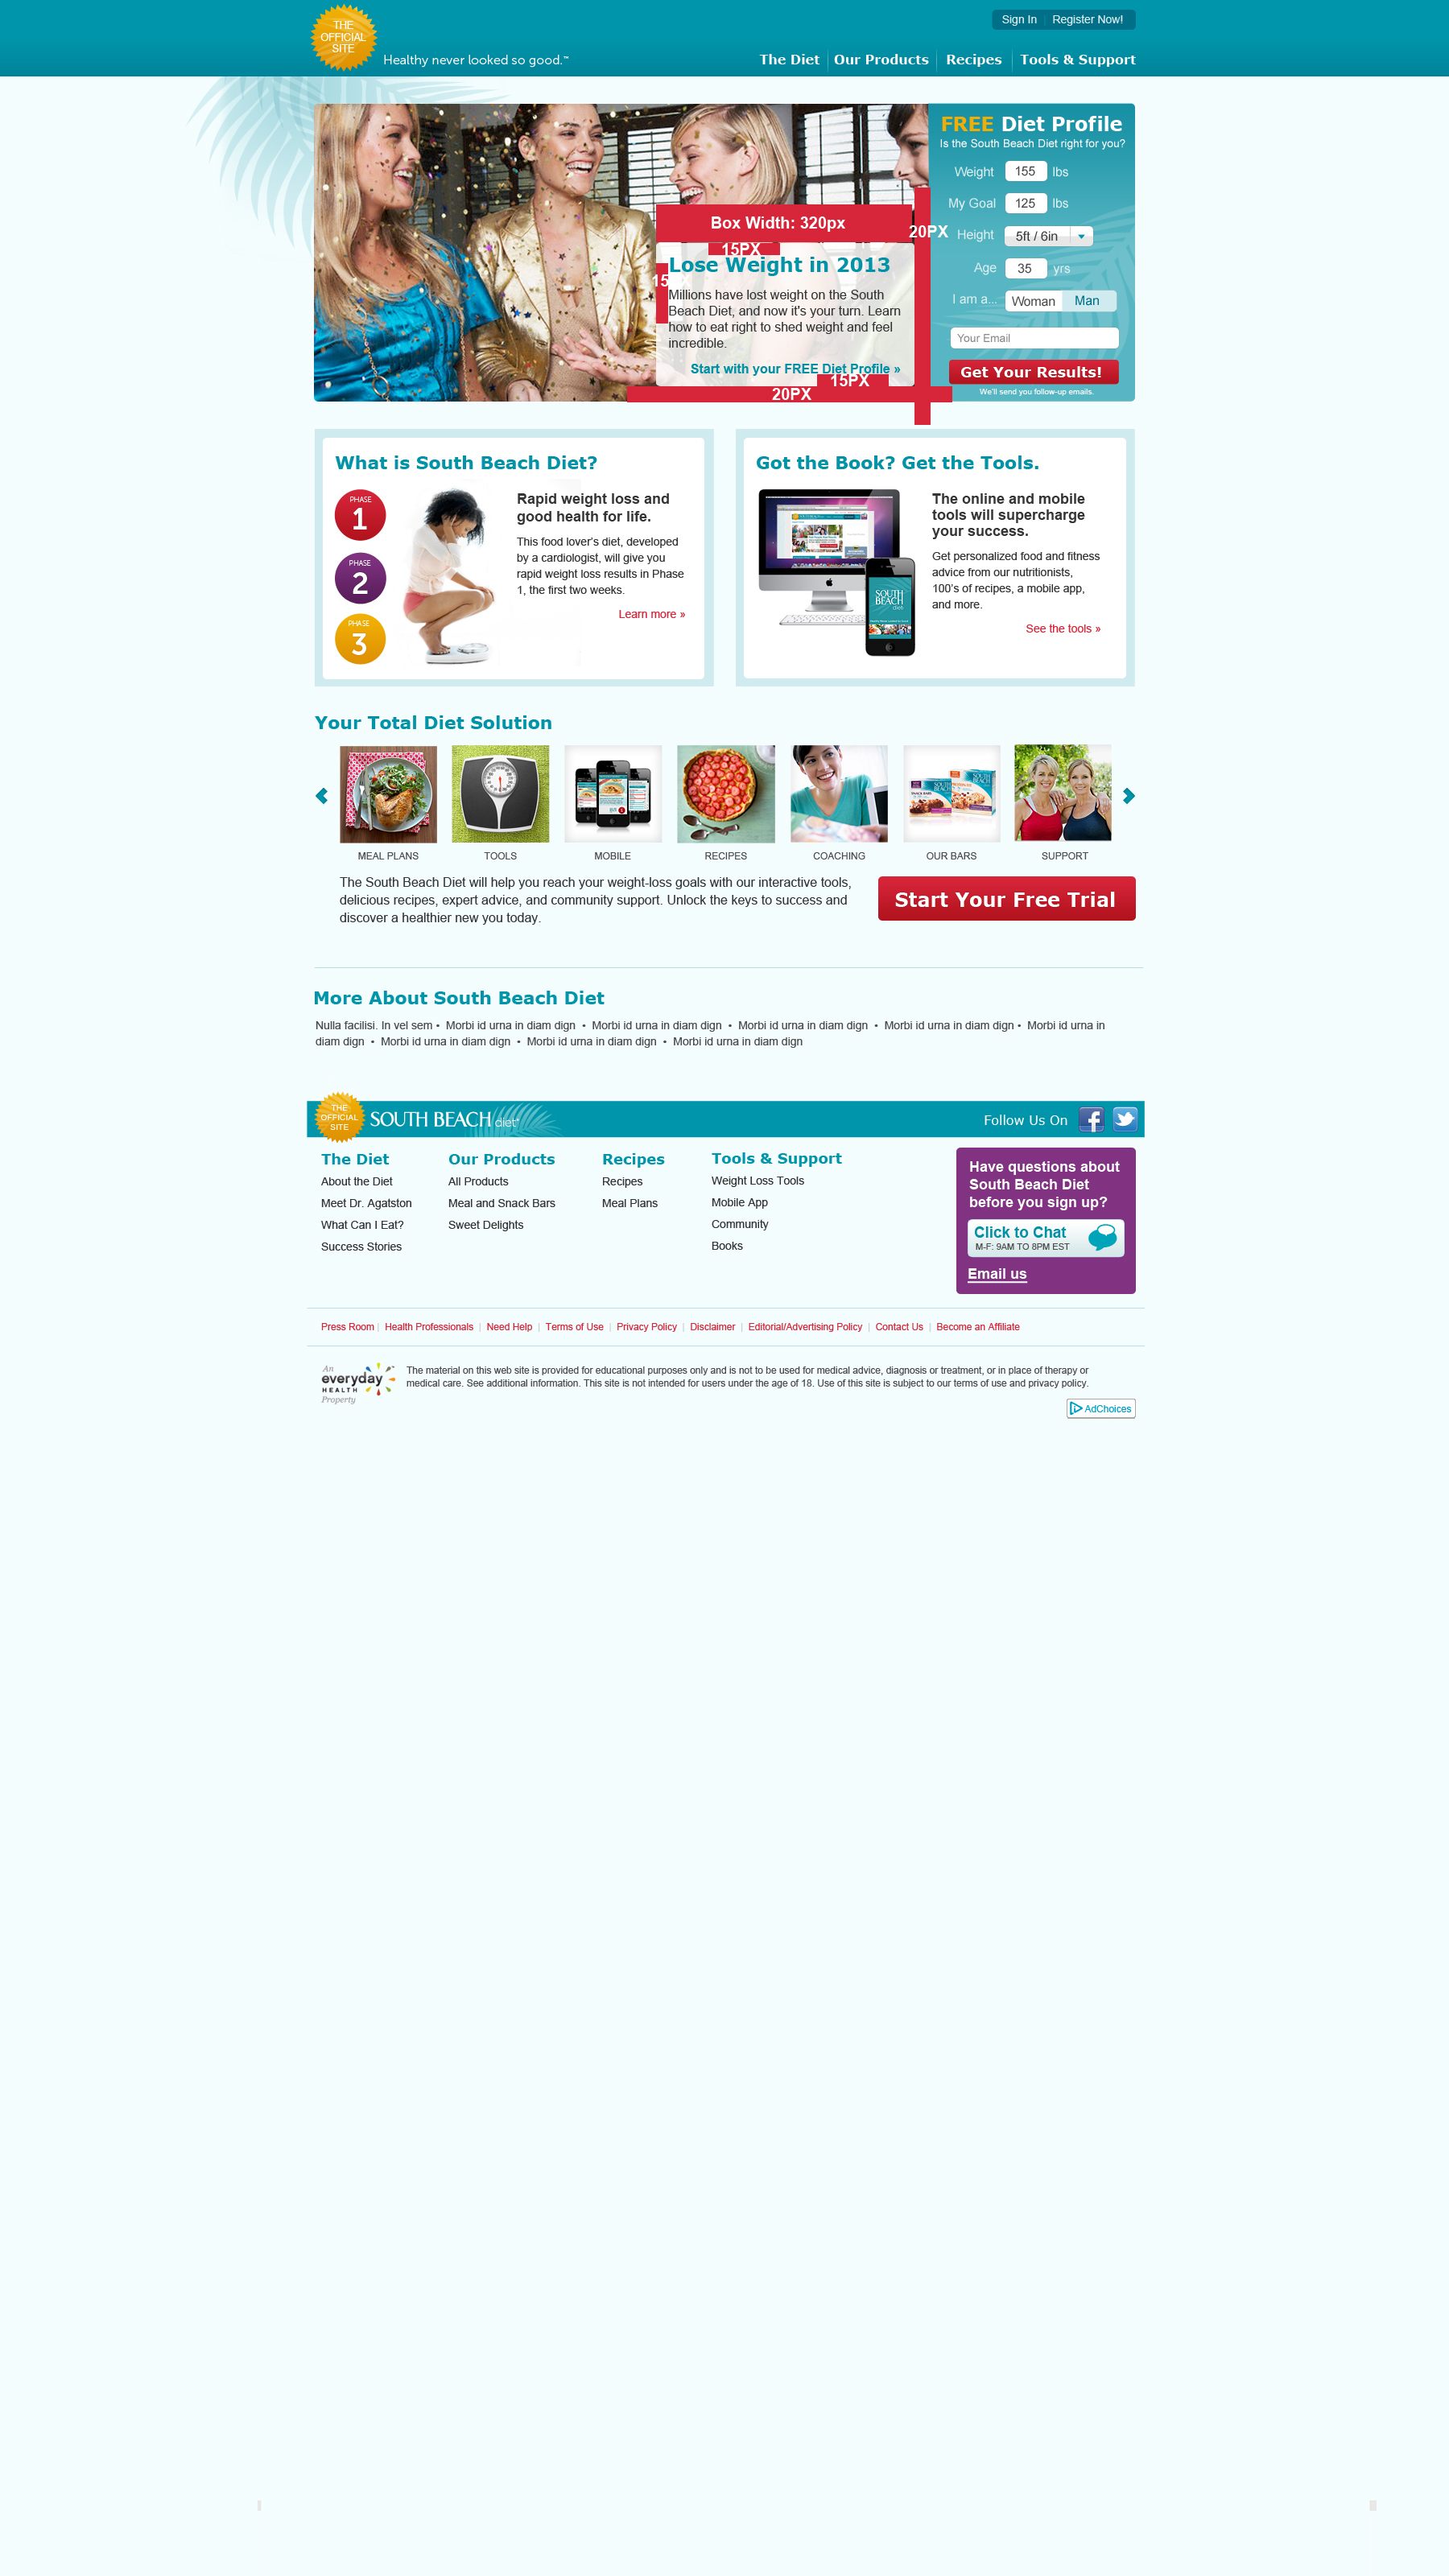 THE
OFFICIAL
SITE
Healthy never looked so good.™
Sign In | Register Now!
The Diet | Our Products | Recipes | Tools & Support
Box Width: 320px
15PX
20PX
15
Lose Weight in 2013
Millions have lost weight on the South
Beach Diet, and now it's your turn. Learn
how to eat right to shed weight and feel
incredible.
Start with your FREE Diet Profile »
15PX
20PX
FREE Diet Profile
Is the South Beach Diet right for you?
Weight 155 lbs
My Goal 125 lbs
Height 5ft / 6in
Age 35 yrs
I am a... Woman Man
Your Email
Get Your Results!
We'll send you follow-up emails.
What is South Beach Diet?
PHASE
1
PHASE
2
PHASE
3
Rapid weight loss and
good health for life.
This food lover's diet, developed
by a cardiologist, will give you
rapid weight loss results in Phase
1, the first two weeks.
Learn more »
Got the Book? Get the Tools.
SOUTH
BEACH
diet
The online and mobile
tools will supercharge
your success.
Get personalized food and fitness
advice from our nutritionists,
100's of recipes, a mobile app,
and more.
See the tools »
Your Total Diet Solution
SOUTH
BEACH
MEAL PLANS TOOLS MOBILE RECIPES COACHING OUR BARS SUPPORT
The South Beach Diet will help you reach your weight-loss goals with our interactive tools,
delicious recipes, expert advice, and community support. Unlock the keys to success and
discover a healthier new you today.
Start Your Free Trial
More About South Beach Diet
Nulla facilisi. In vel sem • Morbi id urna in diam dign • Morbi id urna in diam dign • Morbi id urna in diam dign • Morbi id urna in diam dign • Morbi id urna in
diam dign • Morbi id urna in diam dign • Morbi id urna in diam dign • Morbi id urna in diam dign
THE
OFFICIAL
SITE
SOUTH BEACH diet
Follow Us On
The Diet
About the Diet
Meet Dr. Agatston
What Can I Eat?
Success Stories
Our Products
All Products
Meal and Snack Bars
Sweet Delights
Recipes
Recipes
Meal Plans
Tools & Support
Weight Loss Tools
Mobile App
Community
Books
Have questions about
South Beach Diet
before you sign up?
Click to Chat
M-F: 9AM TO 8PM EST
Email us
Press Room | Health Professionals | Need Help | Terms of Use | Privacy Policy | Disclaimer | Editorial/Advertising Policy | Contact Us | Become an Affiliate
An
everyday
HEALTH
Property
The material on this web site is provided for educational purposes only and is not to be used for medical advice, diagnosis or treatment, or in place of therapy or
medical care. See additional information. This site is not intended for users under the age of 18. Use of this site is subject to our terms of use and privacy policy.
AdChoices